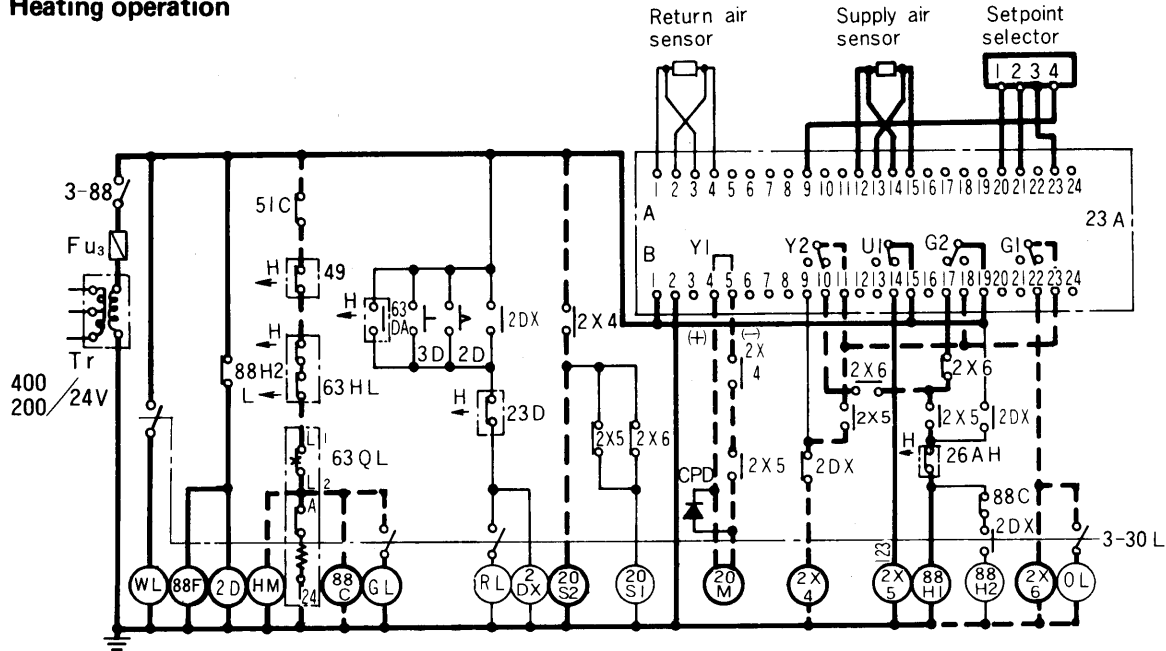 Heating operation
Return air sensor
Supply air sensor
Setpoint selector
1 2 3 4
3-88
Fu₃
Tr
400
200/24V
51C
H
49
H
88H2
L
63HL
L1
63QL
L2
A
24
H
63
DA
3D
2D
2DX
H
23D
2X4
2X5
2X6
1 2 3 4 5 6 7 8 9 10 11 12 13 14 15 16 17 18 19 20 21 22 23 24
A
23A
B
Y1
Y2
U1
G2
G1
1 2 3 4 5 6 7 8 9 10 11 12 13 14 15 16 17 18 19 20 21 22 23 24
(+)
(−)
2X
4
2X6
2X6
2X5
2X5
2DX
2X5
2DX
H
26AH
CPD
88C
2DX
3-30L
123
WL
88F
2D
HM
88
C
GL
RL
2
DX
20
S2
20
S1
20
M
2X
4
2X
5
88
H1
88
H2
2X
6
OL